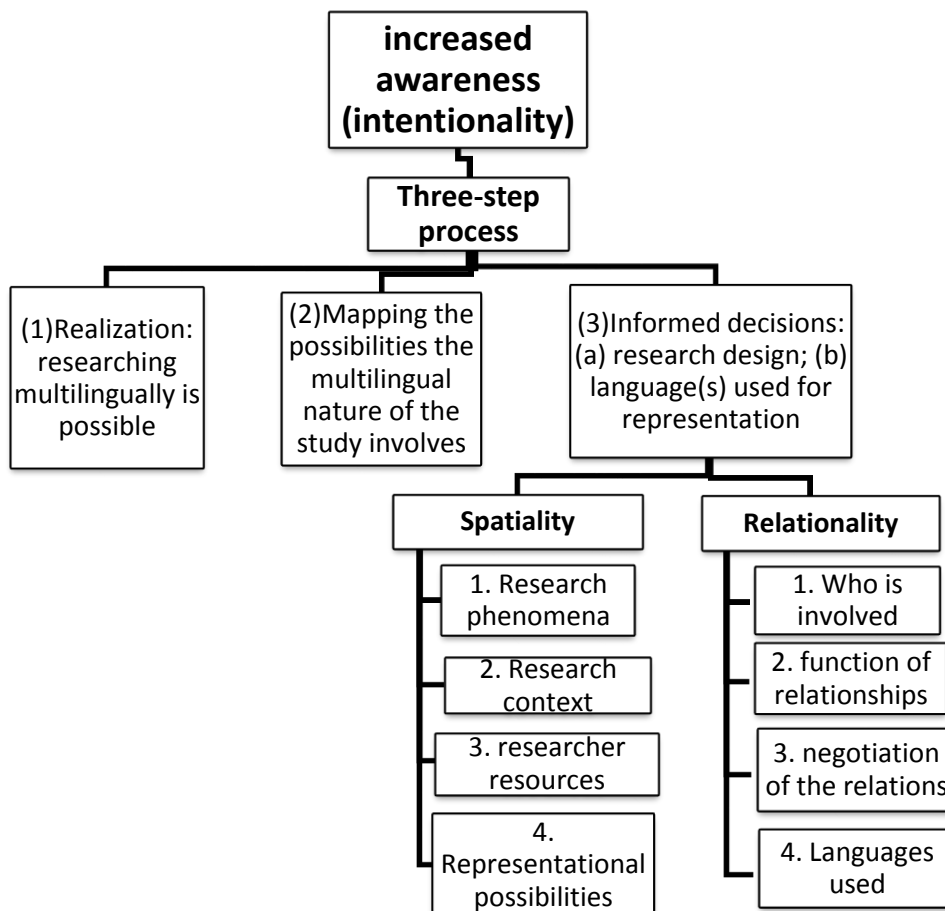 increased
awareness
(intentionality)
Three-step
process
(1)Realization:
researching
multilingually is
possible
(2)Mapping the
possibilities the
multilingual
nature of the
study involves
(3)Informed decisions:
(a) research design; (b)
language(s) used for
representation
Spatiality
1. Research
phenomena
2. Research
context
3. researcher
resources
4.
Representational
possibilities
Relationality
1. Who is
involved
2. function of
relationships
3. negotiation
of the relations
4. Languages
used